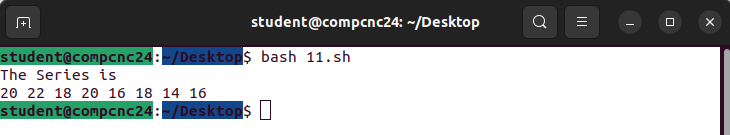 student@compcnc24: ~/Desktop
student@compcnc24:~/Desktop$ bash 11.sh
The Series is
20 22 18 20 16 18 14 16
student@compcnc24:~/Desktop$